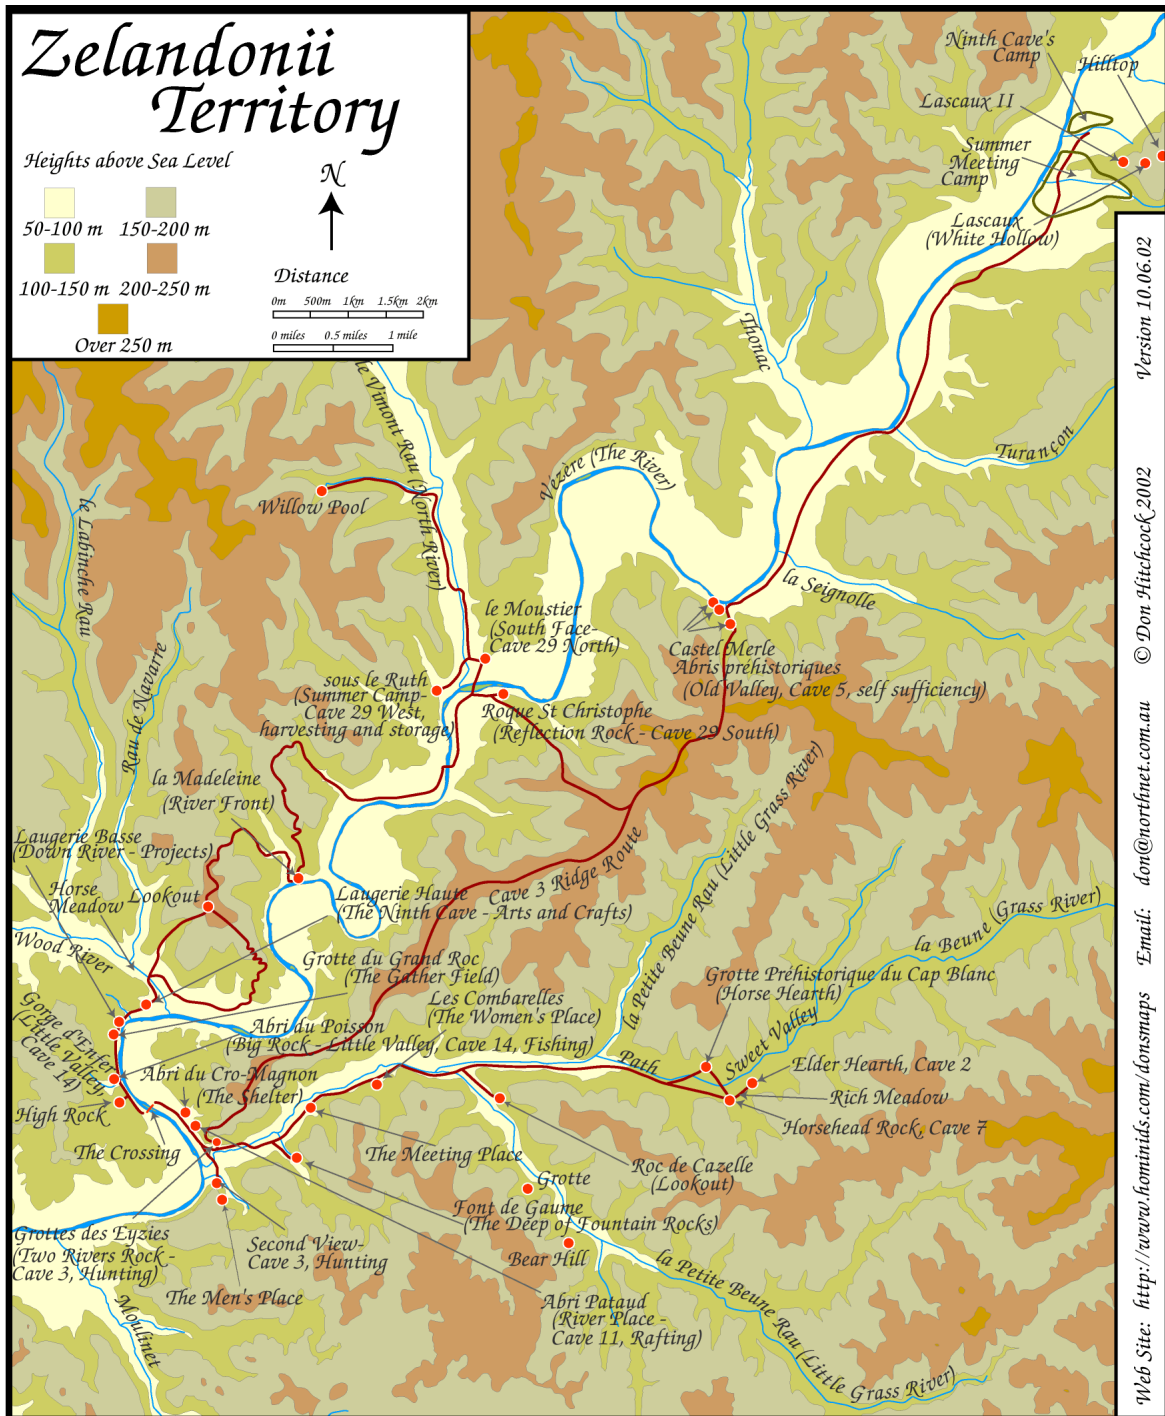 Zelandonii
Territory
Heights above Sea Level
50-100 m
150-200 m
100-150 m
200-250 m
Over 250 m
N
Distance
0m 500m 1km 1.5km 2km
0 miles 0.5 miles 1 mile
Ninth Cave's
Camp
Hilltop
Lascaux II
Summer
Meeting
Camp
Lascaux
(White Hollow)
Thonac
Turançon
le Vimont Rau (North River)
Vézère (The River)
Willow Pool
le Labinche Rau
Rau de Navarre
la Seignolle
le Moustier
(South Face-
Cave 29 North)
Castel Merle
Abris préhistoriques
(Old Valley, Cave 5, self sufficiency)
sous le Ruth
(Summer Camp-
Cave 29 West,
harvesting and storage)
Roque St Christophe
(Reflection Rock - Cave 29 South)
la Madeleine
(River Front)
Laugerie Basse
(Down River - Projects)
Horse
Meadow
Lookout
Wood River
Laugerie Haute
(The Ninth Cave - Arts and Crafts)
Cave 3 Ridge Route
la Petite Beune Rau (Little Grass River)
la Beune (Grass River)
Grotte du Grand Roc
(The Gather Field)
Les Combarelles
(The Women's Place)
Grotte Préhistorique du Cap Blanc
(Horse Hearth)
Sweet Valley
Gorge d'Enfer
(Little Valley,
Cave 14)
Abri du Poisson
(Big Rock - Little Valley, Cave 14, Fishing)
Path
Elder Hearth, Cave 2
Rich Meadow
Horsehead Rock, Cave 7
Abri du Cro-Magnon
(The Shelter)
High Rock
The Crossing
The Meeting Place
Roc de Cazelle
(Lookout)
Grotte
Font de Gaume
(The Deep of Fountain Rocks)
Bear Hill
Grottes des Eyzies
(Two Rivers Rock -
Cave 3, Hunting)
Second View-
Cave 3, Hunting
The Men's Place
Abri Pataud
(River Place -
Cave 11, Rafting)
la Petite Beune Rau (Little Grass River)
Moulinet
Web Site: http://www.hominids.com/donsmaps Email: don@northnet.com.au © Don Hitchcock 2002 Version 10.06.02